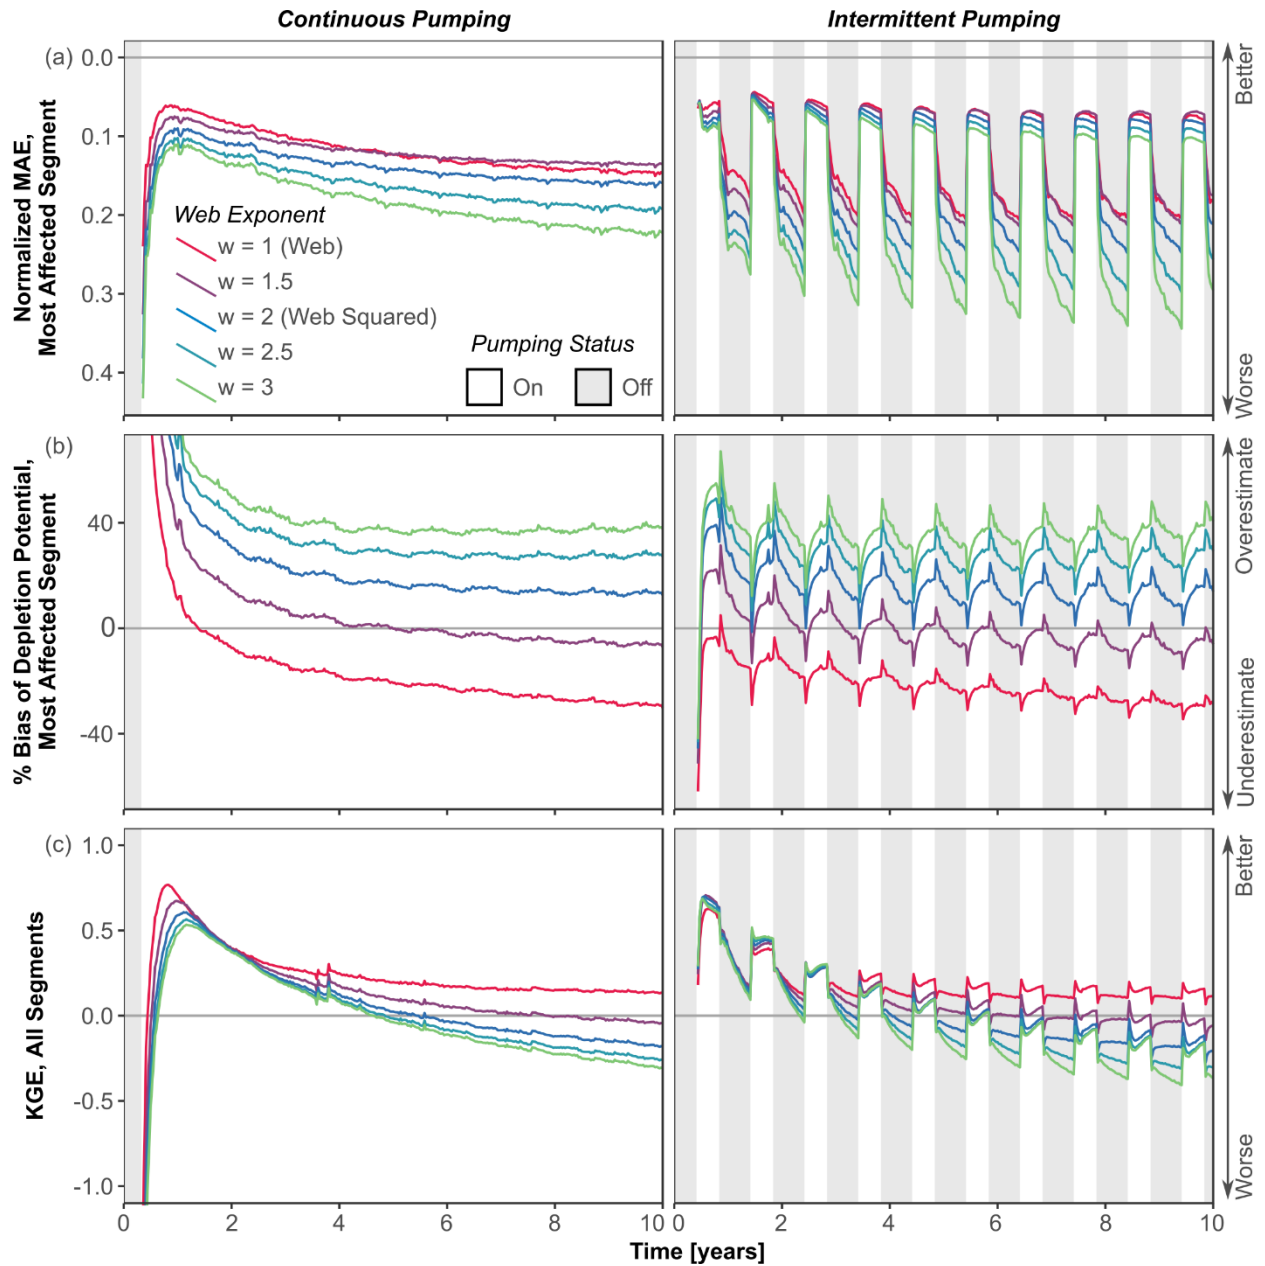 Continuous Pumping
Intermittent Pumping
(a)
0.0
0.1
0.2
0.3
0.4
Normalized MAE,
Most Affected Segment
Web Exponent
w = 1 (Web)
w = 1.5
w = 2 (Web Squared)
w = 2.5
w = 3
Pumping Status
On
Off
Better
Worse
(b)
40
0
-40
% Bias of Depletion Potential,
Most Affected Segment
Overestimate
Underestimate
(c)
1.0
0.5
0.0
-0.5
-1.0
KGE, All Segments
Better
Worse
0 2 4 6 8 10
0 2 4 6 8 10
Time [years]